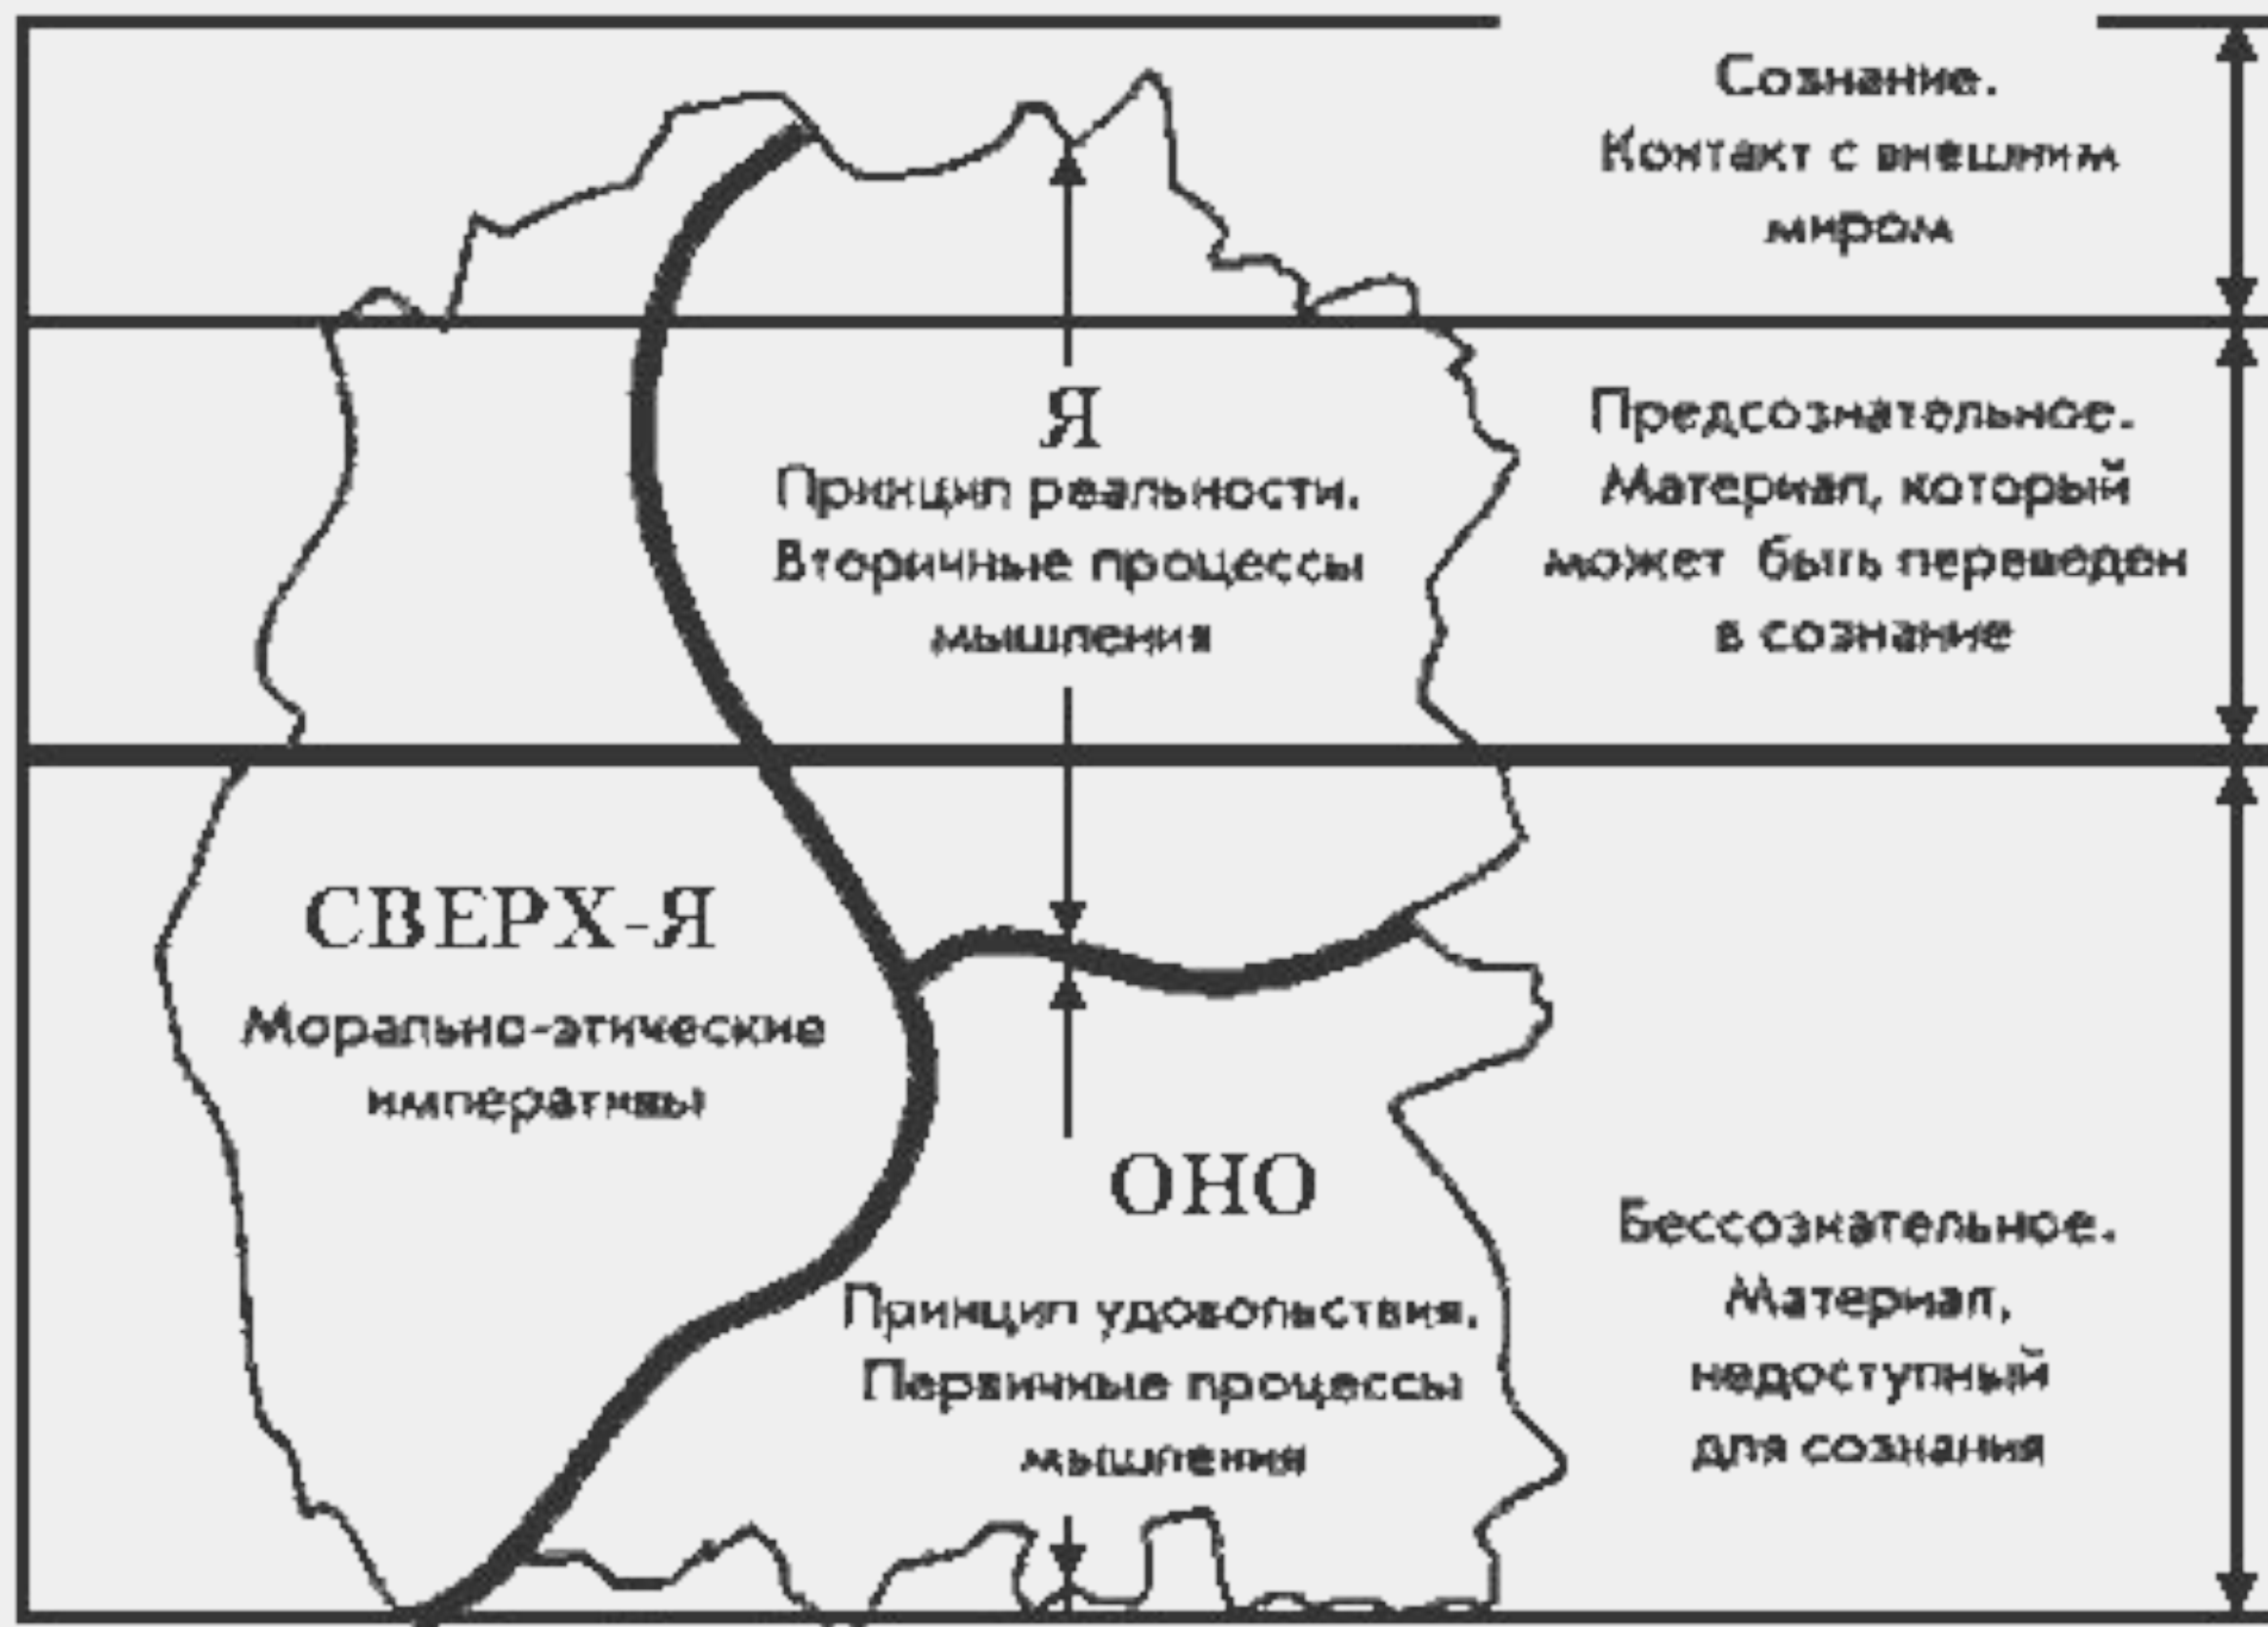 Сознание.
Контакт с внешним
миром
Я
Принцип реальности.
Вторичные процессы
мышления
Предсознательное.
Материал, который
может быть переведен
в сознание
СВЕРХ-Я
Морально-этические
императивы
ОНО
Принцип удовольствия.
Первичные процессы
мышления
Бессознательное.
Материал,
недоступный
для сознания